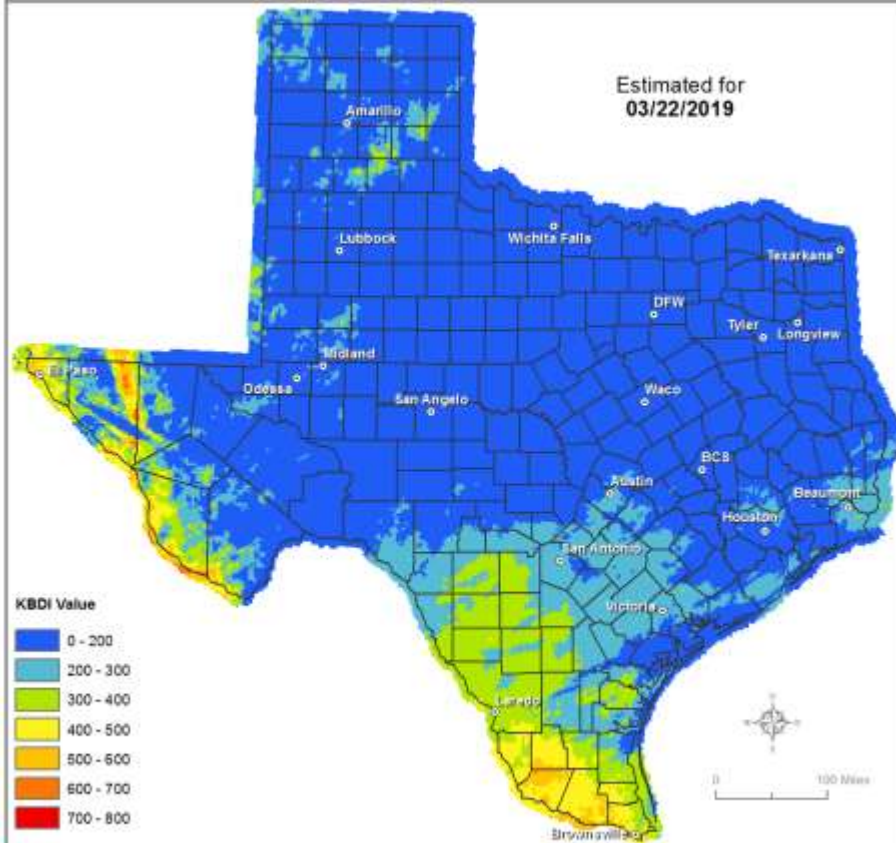 Estimated for
03/22/2019
Amarillo
Lubbock
Wichita Falls
Texarkana
DFW
Tyler
Longview
Midland
El Paso
Odessa
San Angelo
Waco
BCS
Austin
Beaumont
Houston
San Antonio
Victoria
Laredo
Brownsville
KBDI Value
0 - 200
200 - 300
300 - 400
400 - 500
500 - 600
600 - 700
700 - 800
0 100 Miles